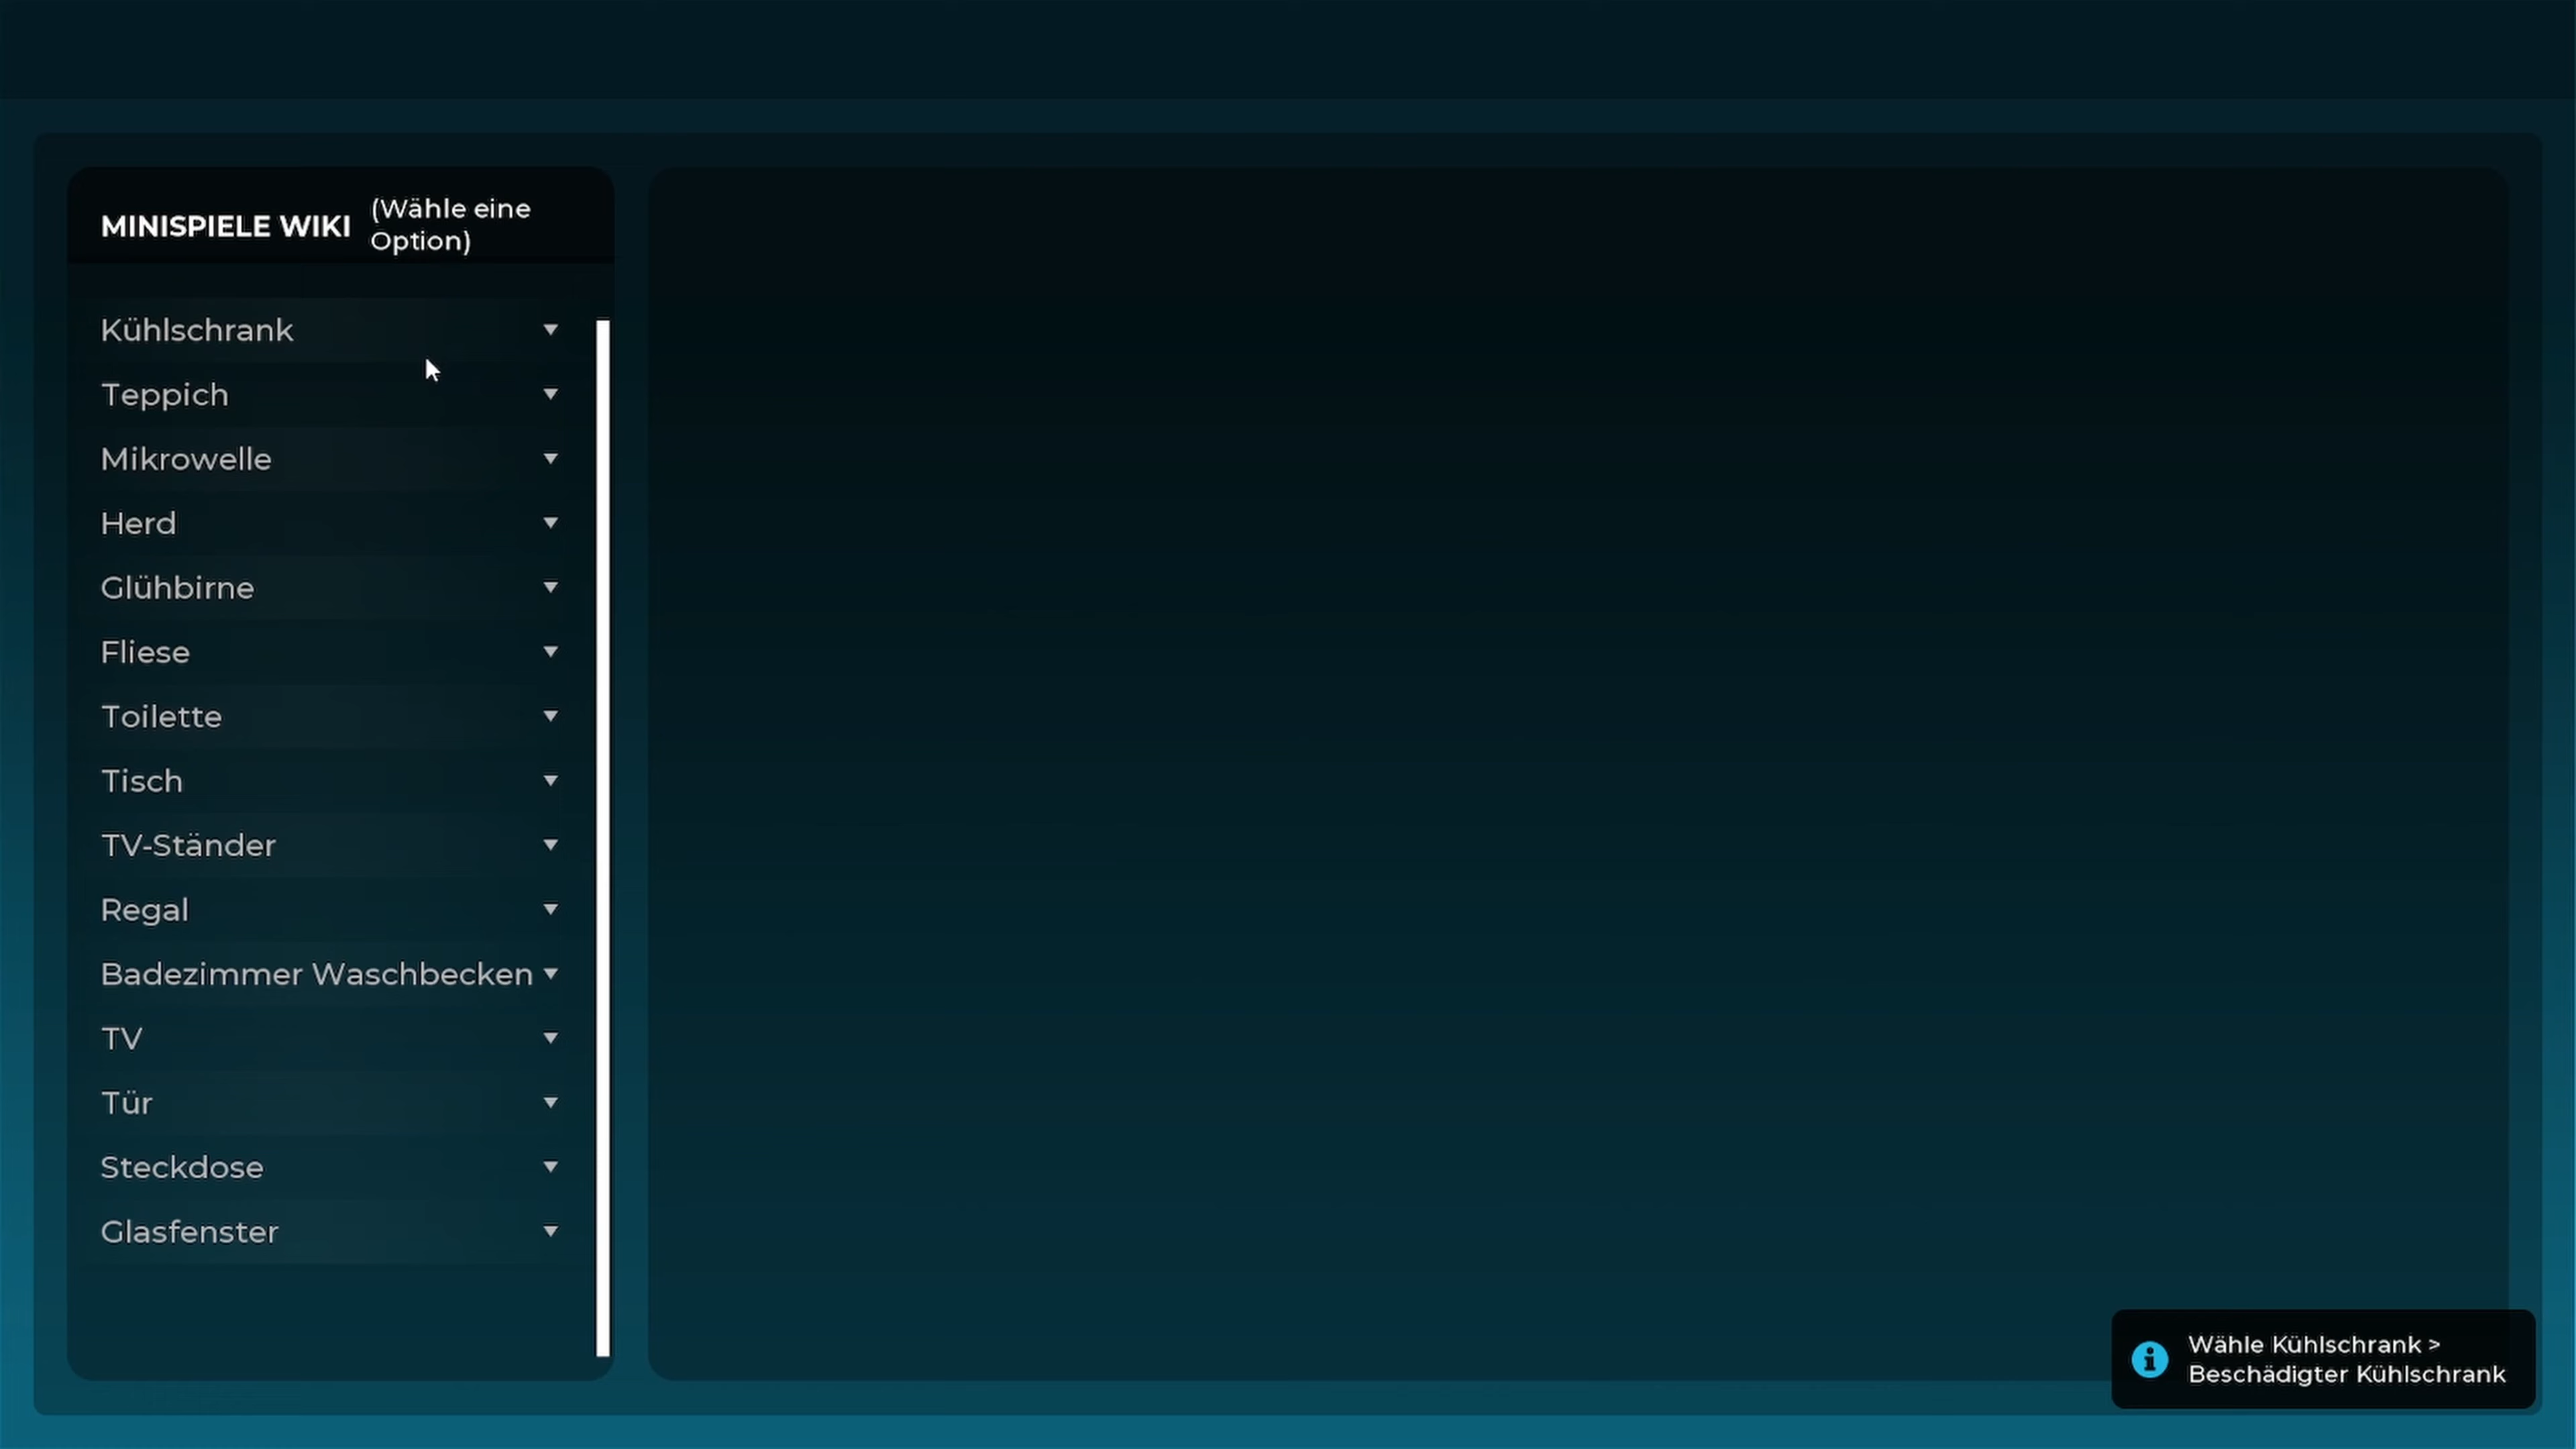 MINISPIELE WIKI
(Wähle eine
Option)
Kühlschrank
Teppich
Mikrowelle
Herd
Glühbirne
Fliese
Toilette
Tisch
TV-Ständer
Regal
Badezimmer Waschbecken
TV
Tür
Steckdose
Glasfenster
Wähle Kühlschrank >
Beschädigter Kühlschrank